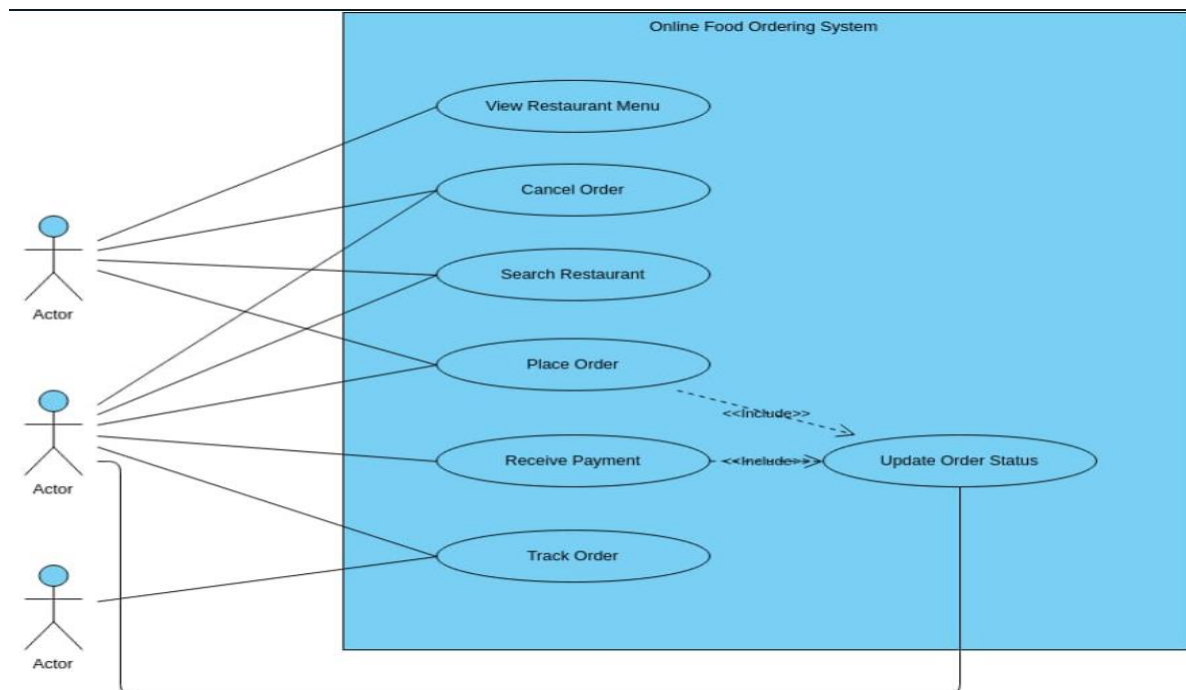 Online Food Ordering System
View Restaurant Menu
Cancel Order
Search Restaurant
Actor
Place Order
<<Include>>
Receive Payment
<<Include>>
Update Order Status
Actor
Track Order
Actor